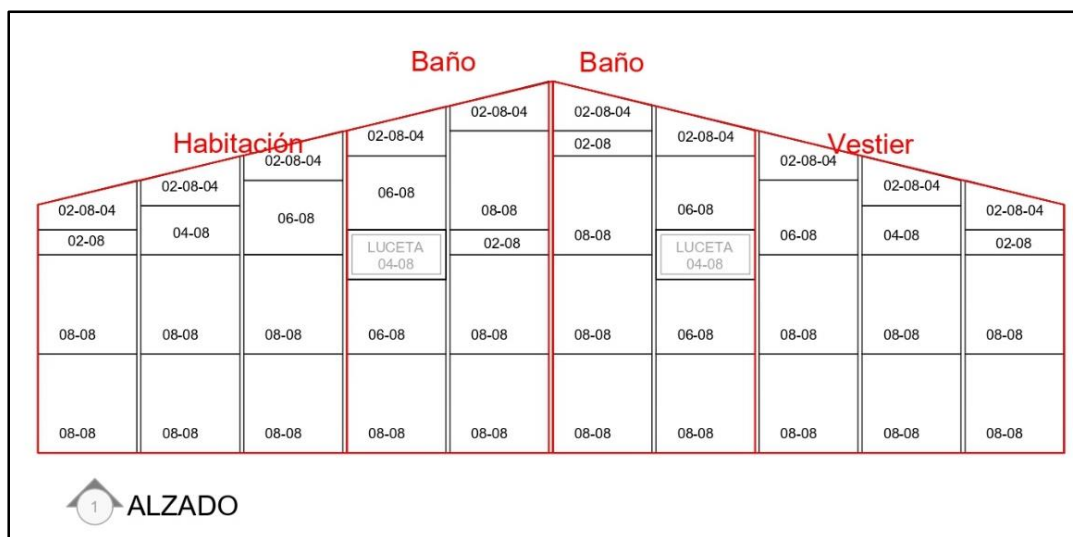 Baño Baño
02-08-04 02-08-04
Habitación 02-08-04 02-08 02-08-04 Vestier
02-08-04 02-08-04
02-08-04 06-08 02-08-04
02-08-04 06-08 08-08 06-08 02-08-04
04-08 08-08 06-08 04-08
02-08 LUCETA 02-08 LUCETA 02-08
04-08 04-08
08-08 08-08 08-08 06-08 08-08 08-08 06-08 08-08 08-08 08-08
08-08 08-08 08-08 08-08 08-08 08-08 08-08 08-08 08-08 08-08
1 ALZADO